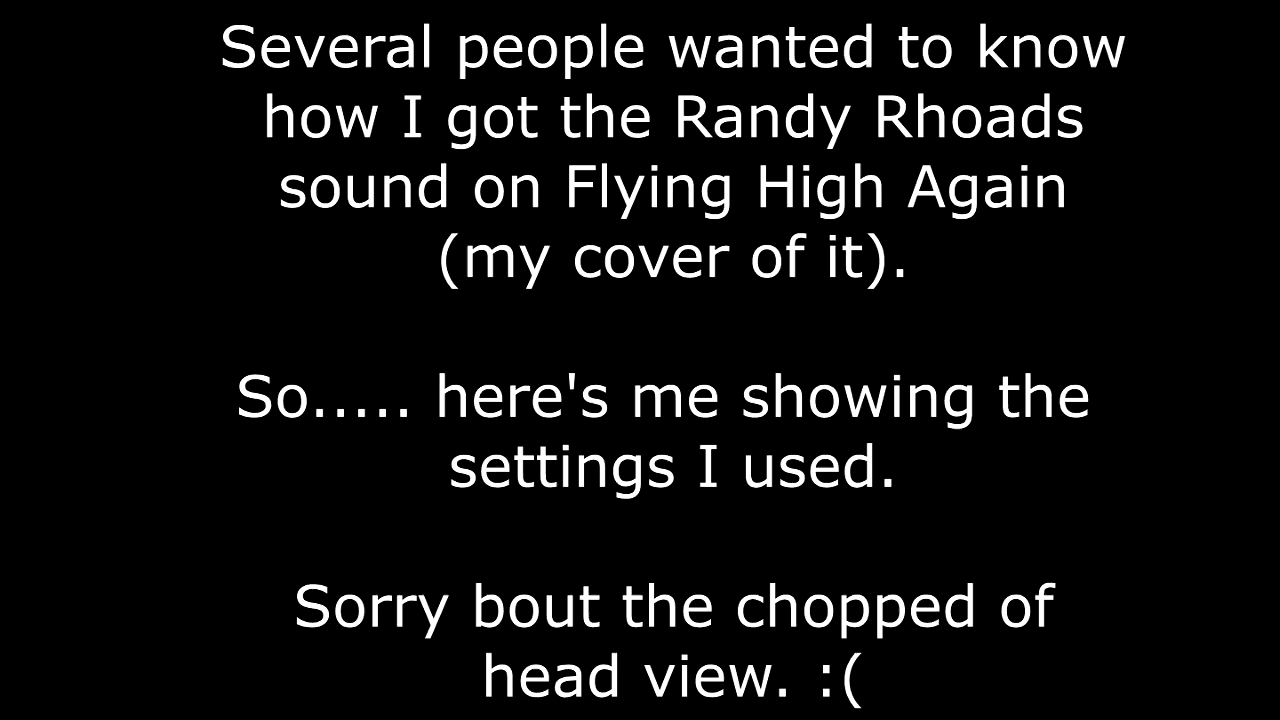 Several people wanted to know
how I got the Randy Rhoads
sound on Flying High Again
(my cover of it).
So..... here's me showing the
settings I used.
Sorry bout the chopped of
head view. :(